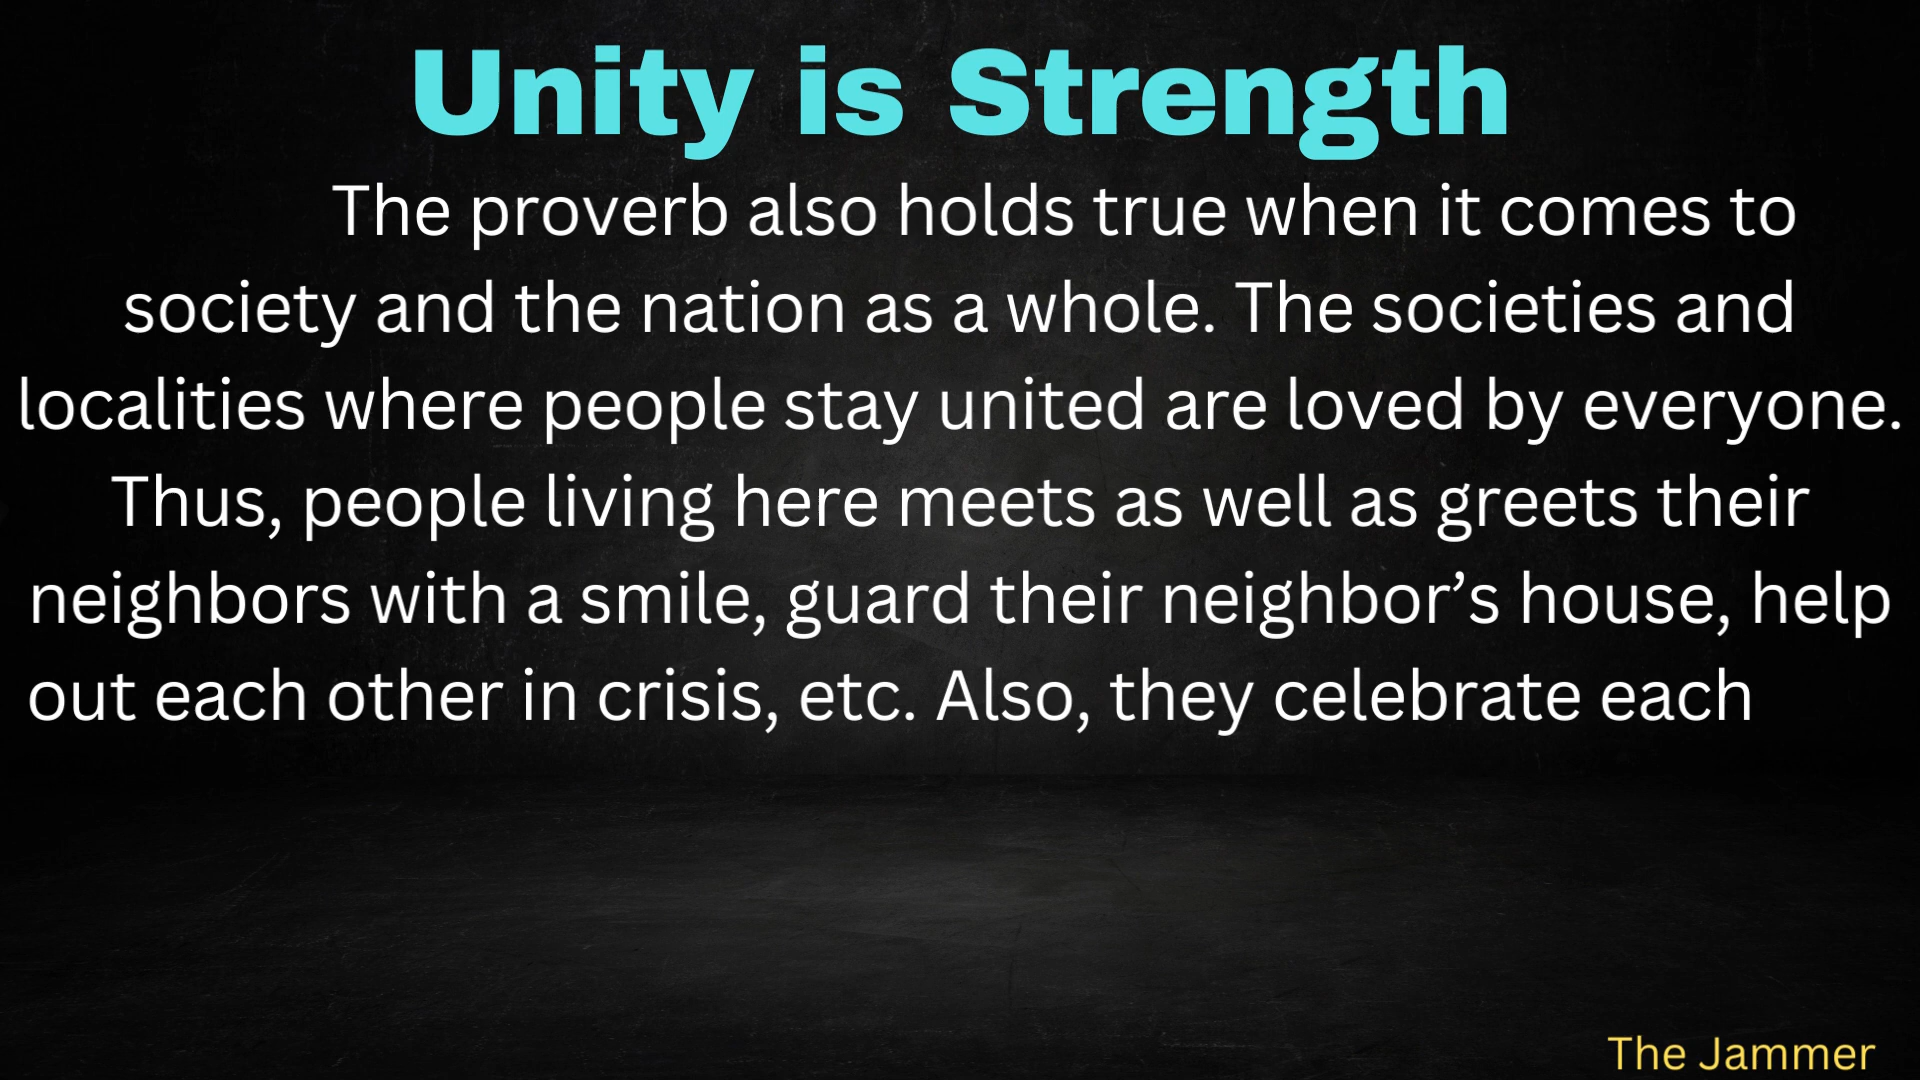 Unity is Strength
The proverb also holds true when it comes to
society and the nation as a whole. The societies and
localities where people stay united are loved by everyone.
Thus, people living here meets as well as greets their
neighbors with a smile, guard their neighbor’s house, help
out each other in crisis, etc. Also, they celebrate each
The Jammer